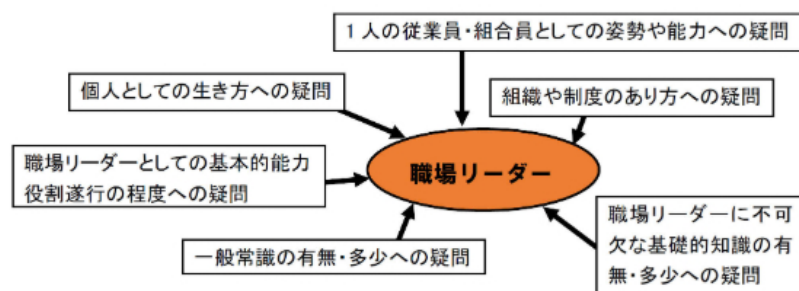 1人の従業員・組合員としての姿勢や能力への疑問
個人としての生き方への疑問
組織や制度のあり方への疑問
職場リーダーとしての基本的能力
役割遂行の程度への疑問
職場リーダー
職場リーダーに不可
欠な基礎的知識の有
無・多少への疑問
一般常識の有無・多少への疑問